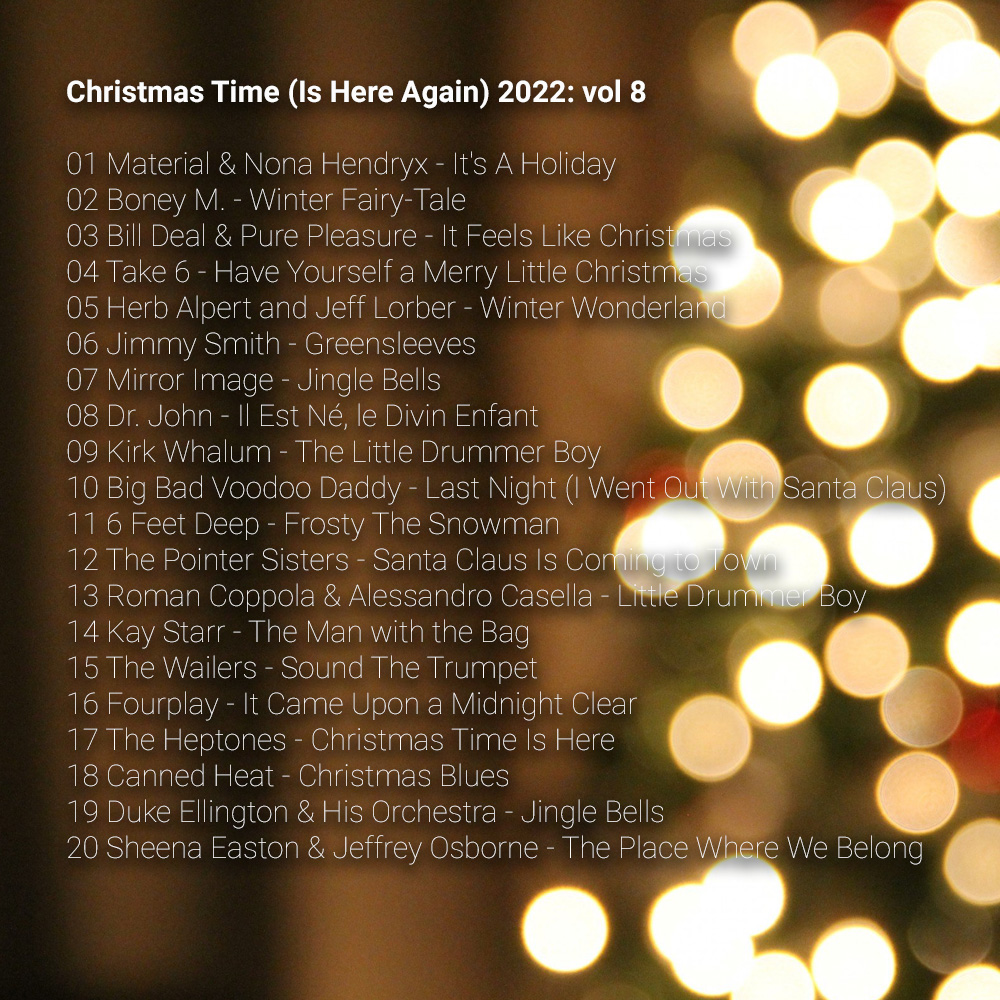 Christmas Time (Is Here Again) 2022: vol 8
01 Material & Nona Hendryx - It's A Holiday
02 Boney M. - Winter Fairy-Tale
03 Bill Deal & Pure Pleasure - It Feels Like Christmas
04 Take 6 - Have Yourself a Merry Little Christmas
05 Herb Alpert and Jeff Lorber - Winter Wonderland
06 Jimmy Smith - Greensleeves
07 Mirror Image - Jingle Bells
08 Dr. John - Il Est Né, le Divin Enfant
09 Kirk Whalum - The Little Drummer Boy
10 Big Bad Voodoo Daddy - Last Night (I Went Out With Santa Claus)
11 6 Feet Deep - Frosty The Snowman
12 The Pointer Sisters - Santa Claus Is Coming to Town
13 Roman Coppola & Alessandro Casella - Little Drummer Boy
14 Kay Starr - The Man with the Bag
15 The Wailers - Sound The Trumpet
16 Fourplay - It Came Upon a Midnight Clear
17 The Heptones - Christmas Time Is Here
18 Canned Heat - Christmas Blues
19 Duke Ellington & His Orchestra - Jingle Bells
20 Sheena Easton & Jeffrey Osborne - The Place Where We Belong